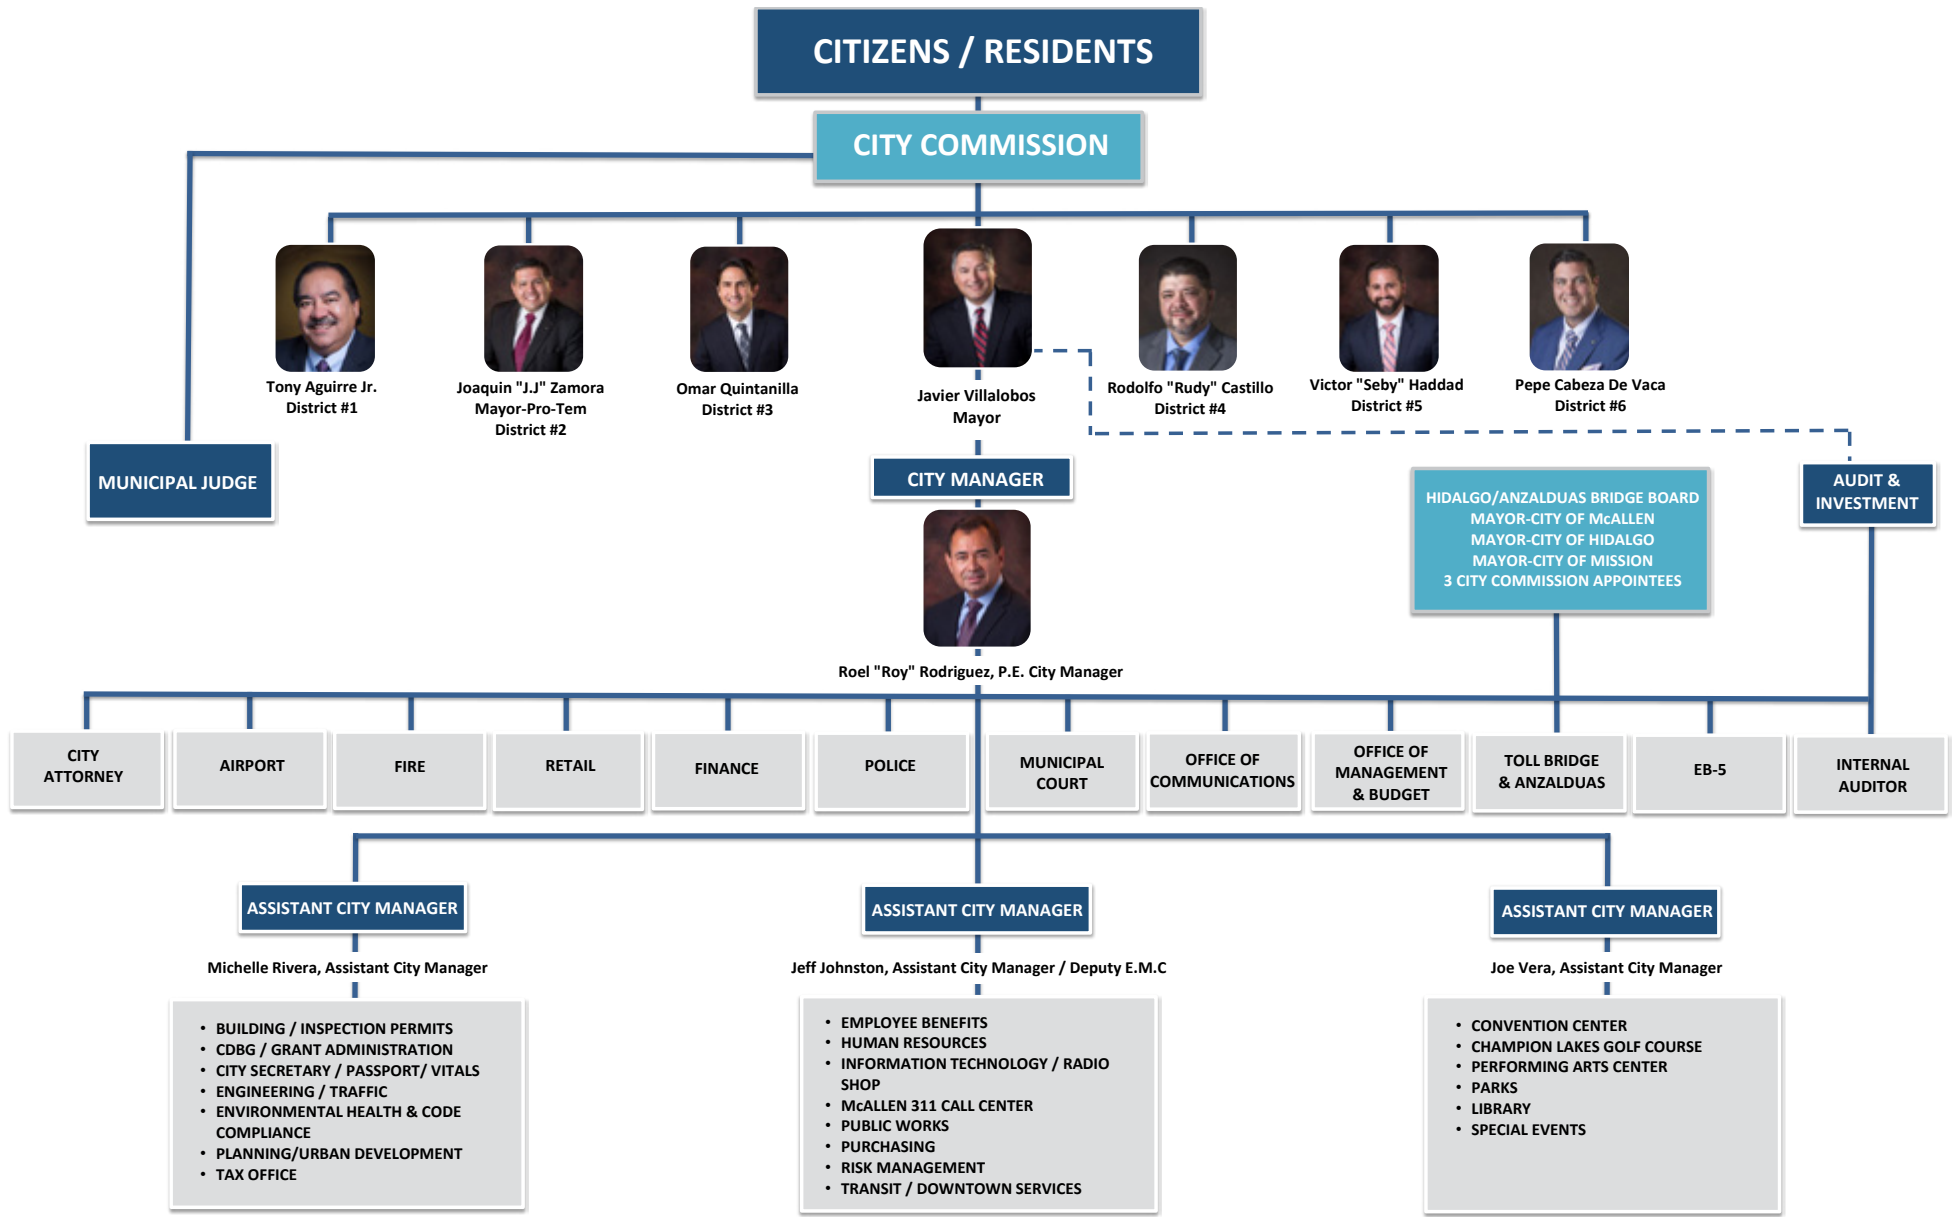 CITIZENS / RESIDENTS
CITY COMMISSION
Tony Aguirre Jr.
District #1
Joaquin "J.J" Zamora
Mayor-Pro-Tem
District #2
Omar Quintanilla
District #3
Javier Villalobos
Mayor
Rodolfo "Rudy" Castillo
District #4
Victor "Seby" Haddad
District #5
Pepe Cabeza De Vaca
District #6
MUNICIPAL JUDGE
CITY MANAGER
HIDALGO/ANZALDUAS BRIDGE BOARD
MAYOR-CITY OF McALLEN
MAYOR-CITY OF HIDALGO
MAYOR-CITY OF MISSION
3 CITY COMMISSION APPOINTEES
AUDIT &
INVESTMENT
Roel "Roy" Rodriguez, P.E. City Manager
CITY
ATTORNEY
AIRPORT
FIRE
RETAIL
FINANCE
POLICE
MUNICIPAL
COURT
OFFICE OF
COMMUNICATIONS
OFFICE OF
MANAGEMENT
& BUDGET
TOLL BRIDGE
& ANZALDUAS
EB-5
INTERNAL
AUDITOR
ASSISTANT CITY MANAGER
Michelle Rivera, Assistant City Manager
• BUILDING / INSPECTION PERMITS
• CDBG / GRANT ADMINISTRATION
• CITY SECRETARY / PASSPORT/ VITALS
• ENGINEERING / TRAFFIC
• ENVIRONMENTAL HEALTH & CODE
COMPLIANCE
• PLANNING/URBAN DEVELOPMENT
• TAX OFFICE
ASSISTANT CITY MANAGER
Jeff Johnston, Assistant City Manager / Deputy E.M.C
• EMPLOYEE BENEFITS
• HUMAN RESOURCES
• INFORMATION TECHNOLOGY / RADIO
SHOP
• McALLEN 311 CALL CENTER
• PUBLIC WORKS
• PURCHASING
• RISK MANAGEMENT
• TRANSIT / DOWNTOWN SERVICES
ASSISTANT CITY MANAGER
Joe Vera, Assistant City Manager
• CONVENTION CENTER
• CHAMPION LAKES GOLF COURSE
• PERFORMING ARTS CENTER
• PARKS
• LIBRARY
• SPECIAL EVENTS